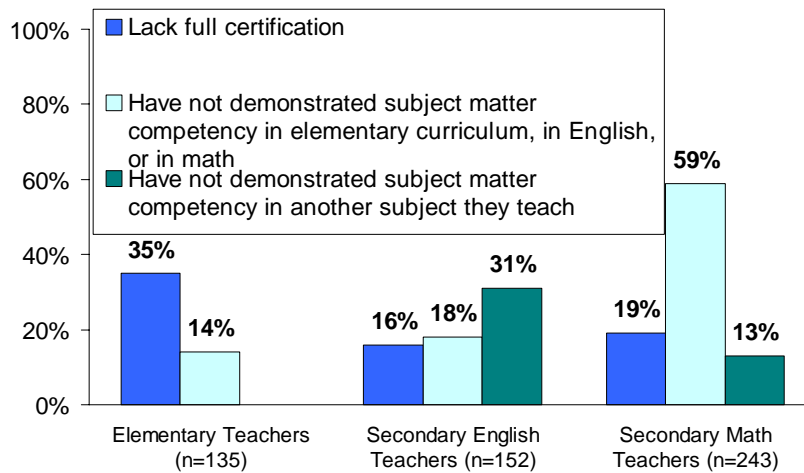 100%
80%
60%
40%
20%
0%
Lack full certification
Have not demonstrated subject matter
competency in elementary curriculum, in English,
or in math
Have not demonstrated subject matter
competency in another subject they teach
35%
14%
16%
18%
31%
19%
59%
13%
Elementary Teachers
(n=135)
Secondary English
Teachers (n=152)
Secondary Math
Teachers (n=243)